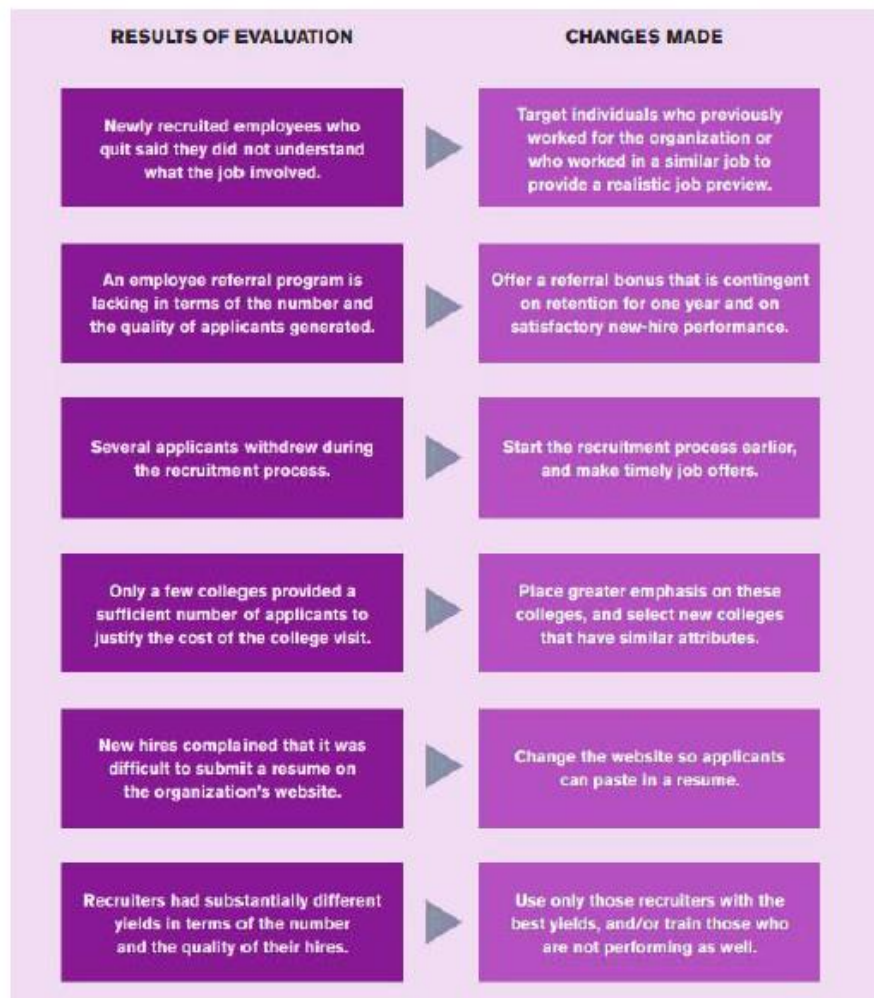 RESULTS OF EVALUATION
CHANGES MADE
Newly recruited employees who
quit said they did not understand
what the job involved.
Target individuals who previously
worked for the organization or
who worked in a similar job to
provide a realistic job preview.
An employee referral program is
lacking in terms of the number and
the quality of applicants generated.
Offer a referral bonus that is contingent
on retention for one year and on
satisfactory new-hire performance.
Several applicants withdrew during
the recruitment process.
Start the recruitment process earlier,
and make timely job offers.
Only a few colleges provided a
sufficient number of applicants to
justify the cost of the college visit.
Place greater emphasis on these
colleges, and select new colleges
that have similar attributes.
New hires complained that it was
difficult to submit a resume on
the organization's website.
Change the website so applicants
can paste in a resume.
Recruiters had substantially different
yields in terms of the number
and the quality of their hires.
Use only those recruiters with the
best yields, and/or train those who
are not performing as well.